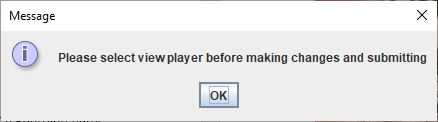 Message
Please select view player before making changes and submitting
OK